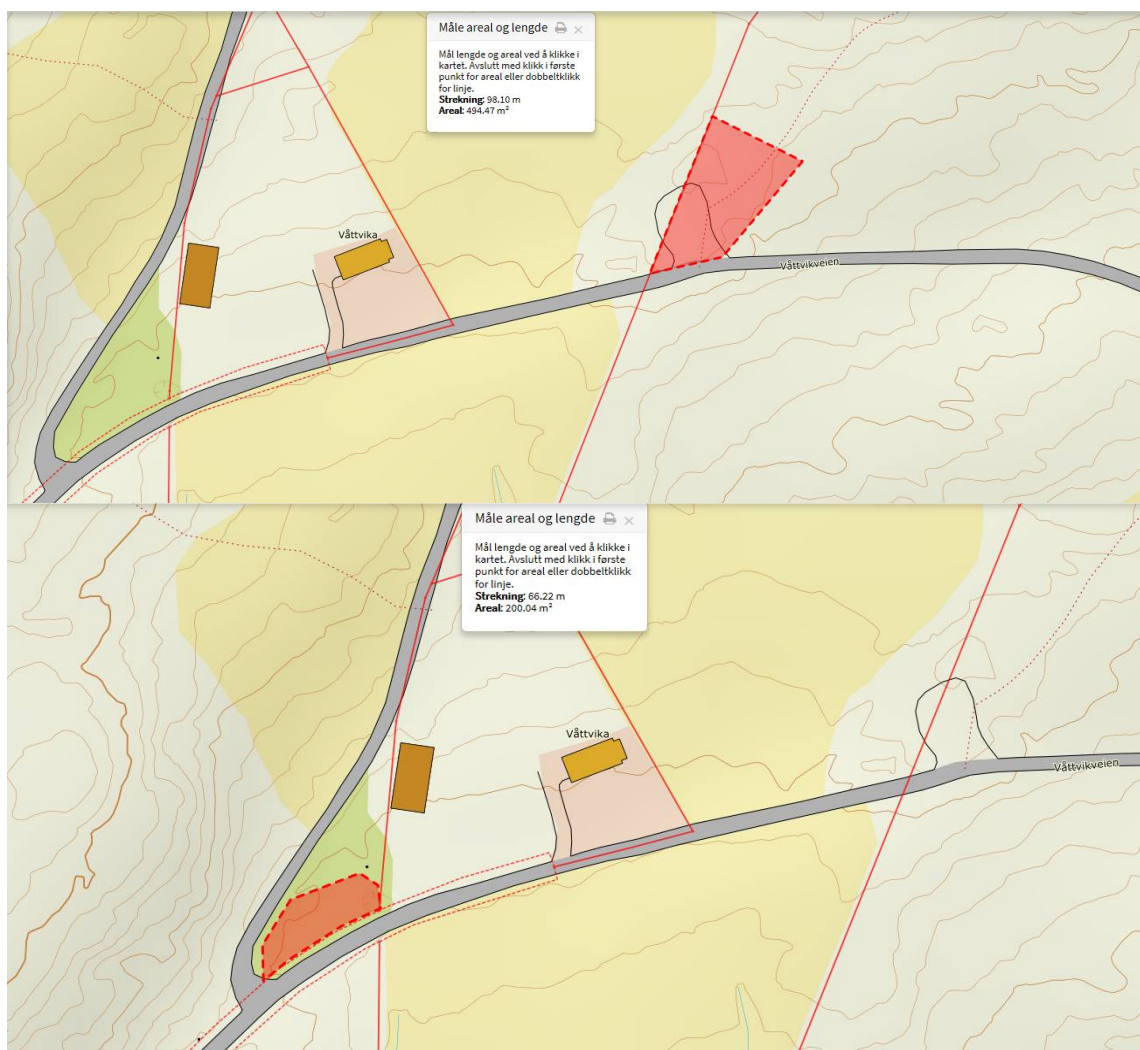 Måle areal og lengde
Mål lengde og areal ved å klikke i
kartet. Avslutt med klikk i første
punkt for areal eller dobbeltklikk
for linje.
Strekning: 98.10 m
Areal: 494.47 m²
Våttvika
Våttvikveien
Måle areal og lengde
Mål lengde og areal ved å klikke i
kartet. Avslutt med klikk i første
punkt for areal eller dobbeltklikk
for linje.
Strekning: 66.22 m
Areal: 200.04 m²
Våttvika
Våttvikveien